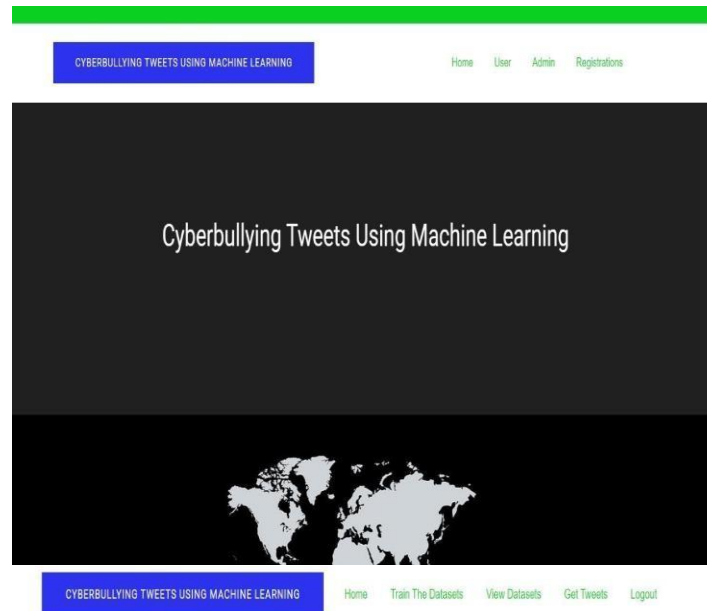 CYBERBULLYING TWEETS USING MACHINE LEARNING Home User Admin Registrations
Cyberbullying Tweets Using Machine Learning
CYBERBULLYING TWEETS USING MACHINE LEARNING Home Train The Datasets View Datasets Get Tweets Logout